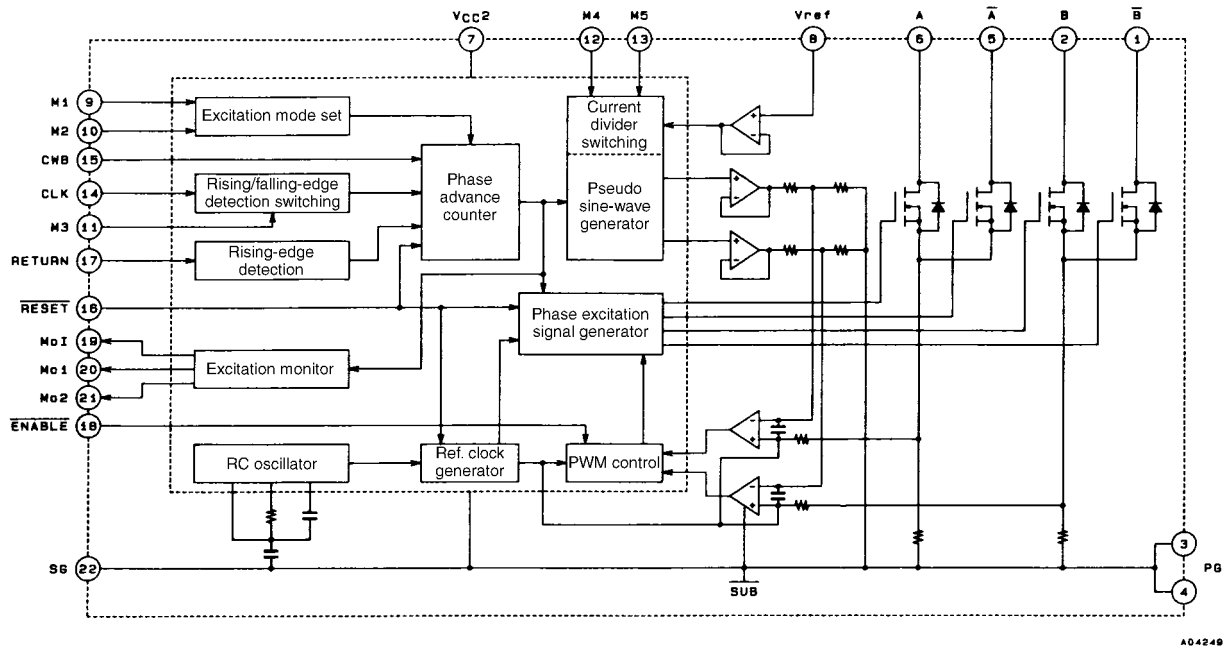 VCC2
M4
M5
Vref
A
A̅
B
B̅
7
12
13
8
6
5
2
1
M1
9
M2
10
CWB
15
CLK
14
M3
11
RETURN
17
R̅E̅S̅E̅T̅
16
MoI
19
Mo1
20
Mo2
21
E̅N̅A̅B̅L̅E̅
18
SG
22
Excitation mode set
Rising/falling-edge
detection switching
Rising-edge
detection
Phase
advance
counter
Current
divider
switching
Pseudo
sine-wave
generator
+
−
+
−
+
−
Phase excitation
signal generator
Excitation monitor
RC oscillator
Ref. clock
generator
PWM control
−
+
−
+
S̅U̅B̅
3
PG
4
A04249